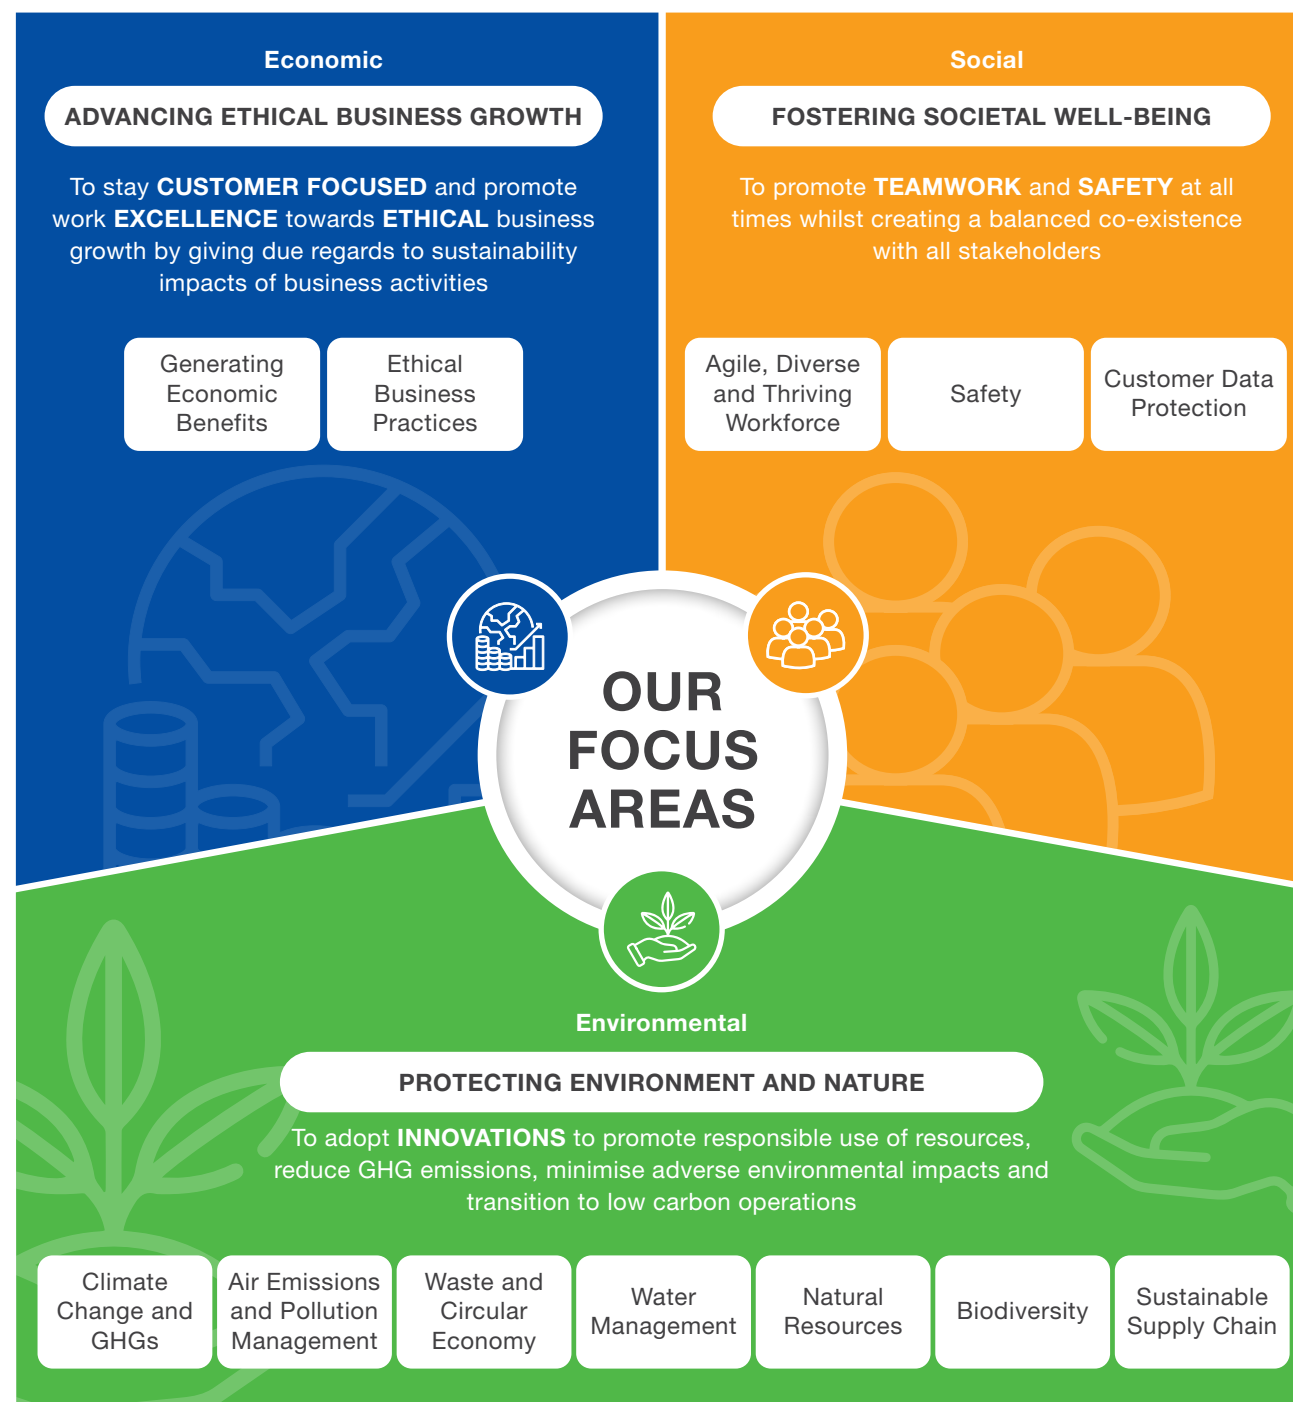 Economic
ADVANCING ETHICAL BUSINESS GROWTH
To stay CUSTOMER FOCUSED and promote
work EXCELLENCE towards ETHICAL business
growth by giving due regards to sustainability
impacts of business activities
Generating
Economic
Benefits
Ethical
Business
Practices
Social
FOSTERING SOCIETAL WELL-BEING
To promote TEAMWORK and SAFETY at all
times whilst creating a balanced co-existence
with all stakeholders
Agile, Diverse
and Thriving
Workforce
Safety
Customer Data
Protection
OUR
FOCUS
AREAS
Environmental
PROTECTING ENVIRONMENT AND NATURE
To adopt INNOVATIONS to promote responsible use of resources,
reduce GHG emissions, minimise adverse environmental impacts and
transition to low carbon operations
Climate
Change and
GHGs
Air Emissions
and Pollution
Management
Waste and
Circular
Economy
Water
Management
Natural
Resources
Biodiversity
Sustainable
Supply Chain